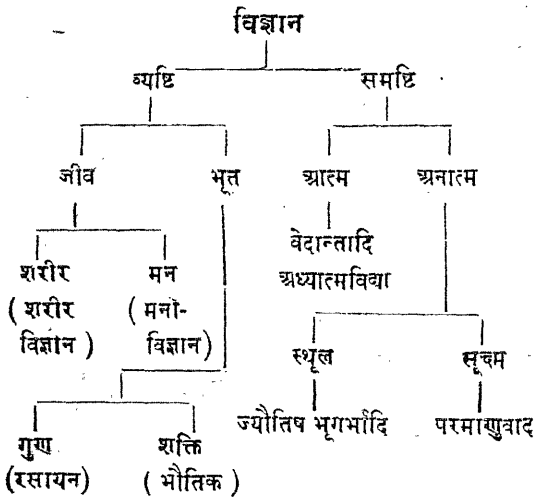 विज्ञान
व्यष्टि समष्टि
जीव भूत आत्म अनात्म
वेदान्तादि
अध्यात्मविद्या
शरीर मन
(शरीर (मनो-
विज्ञान) विज्ञान)
स्थूल सूक्ष्म
ज्यौतिष भूगर्भादि परमाणुवाद
गुण शक्ति
(रसायन) (भौतिक)